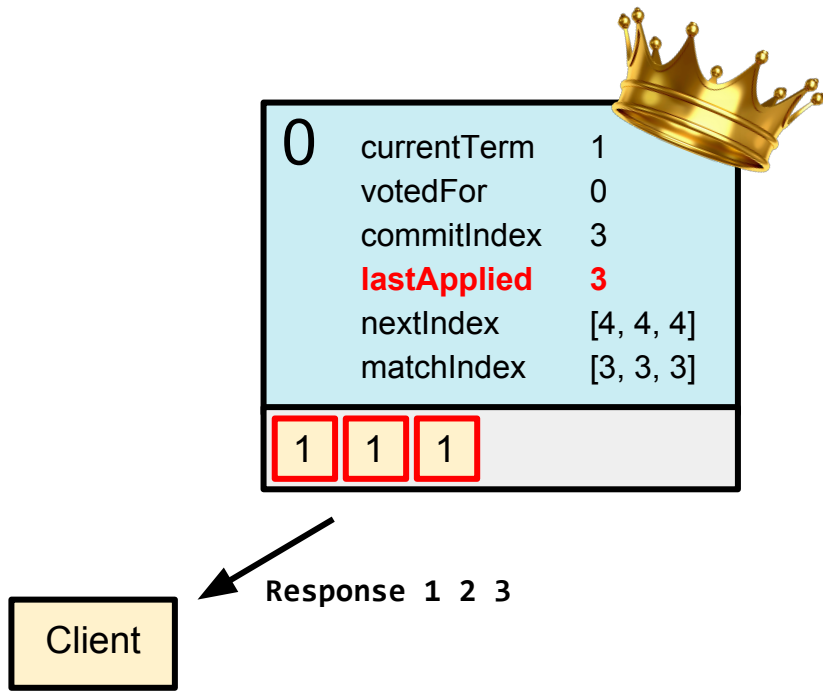 0
currentTerm 1
votedFor 0
commitIndex 3
lastApplied 3
nextIndex [4, 4, 4]
matchIndex [3, 3, 3]
1 1 1
Response 1 2 3
Client